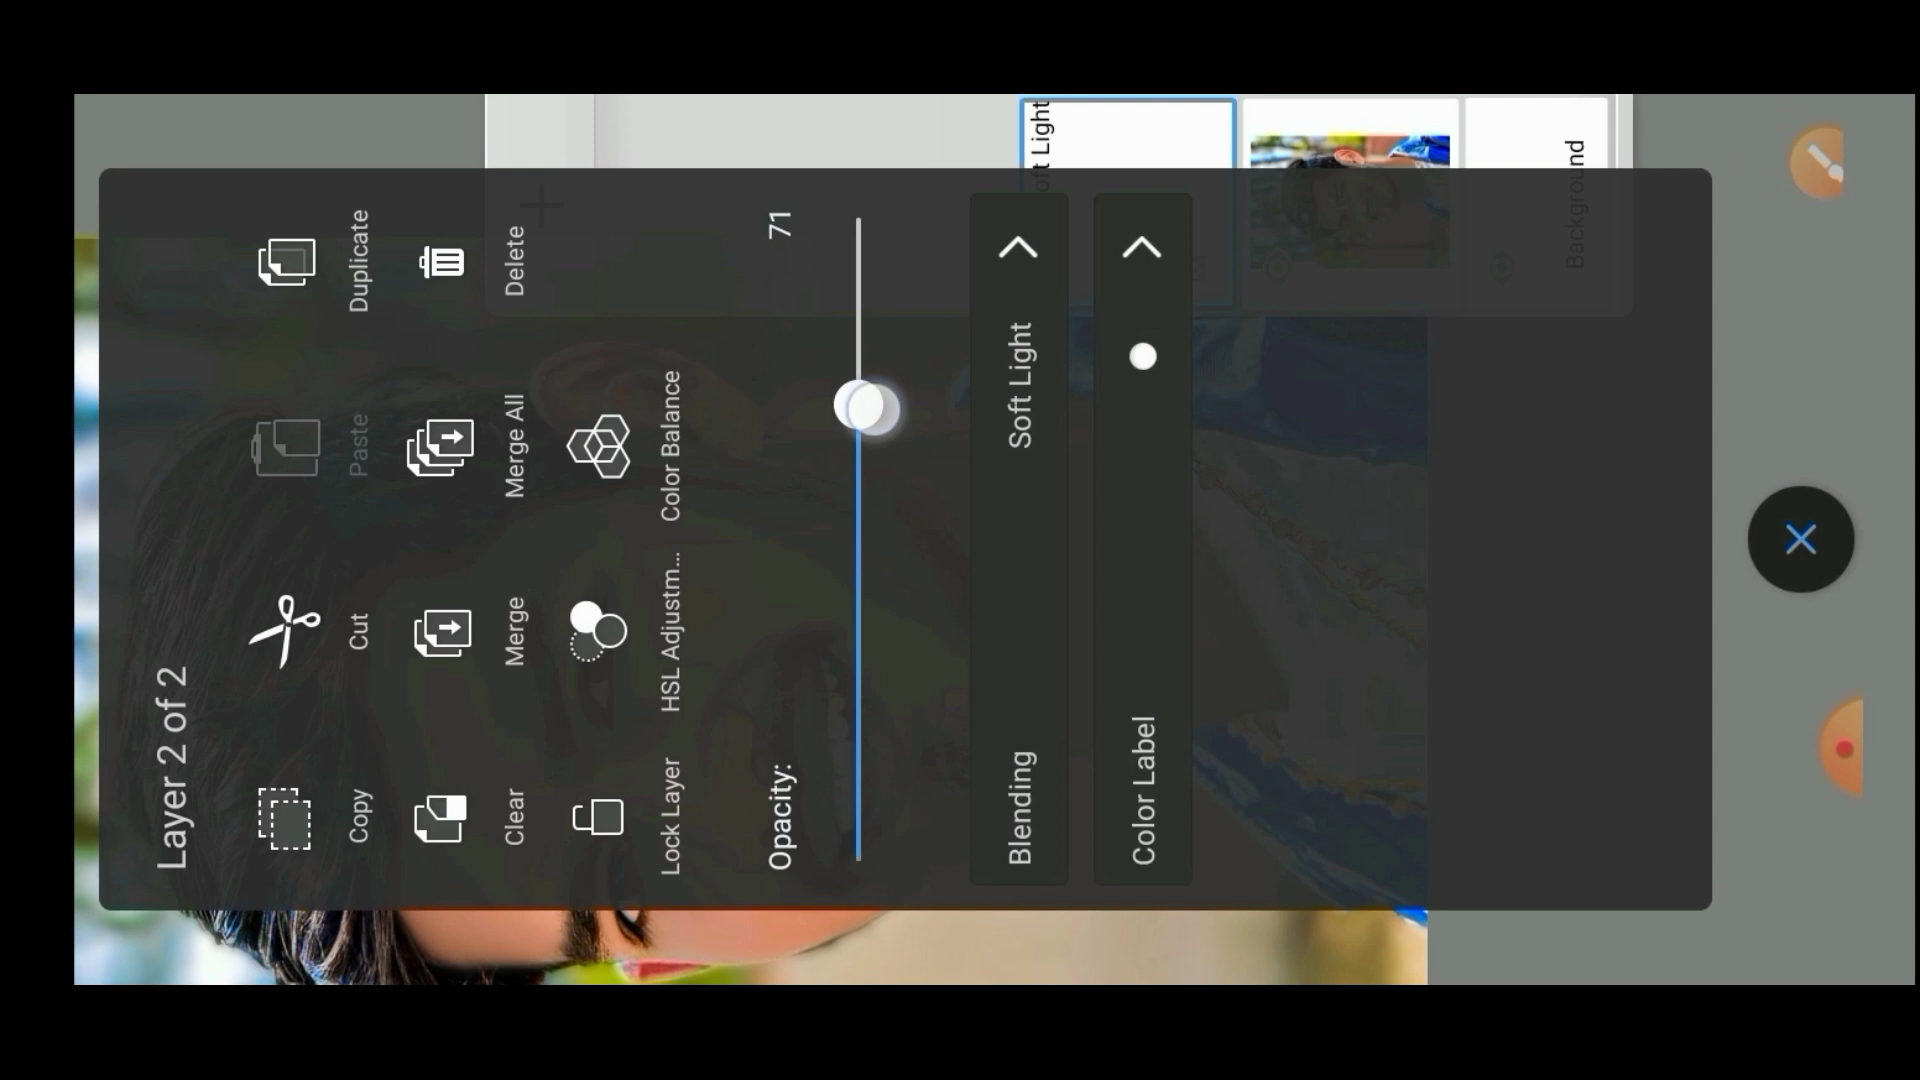 Layer 2 of 2
Copy
Cut
Paste
Duplicate
Clear
Merge
Merge All
Delete
Lock Layer
HSL Adjustm...
Color Balance
Opacity:
71
Blending
Soft Light
Color Label
Light
Background